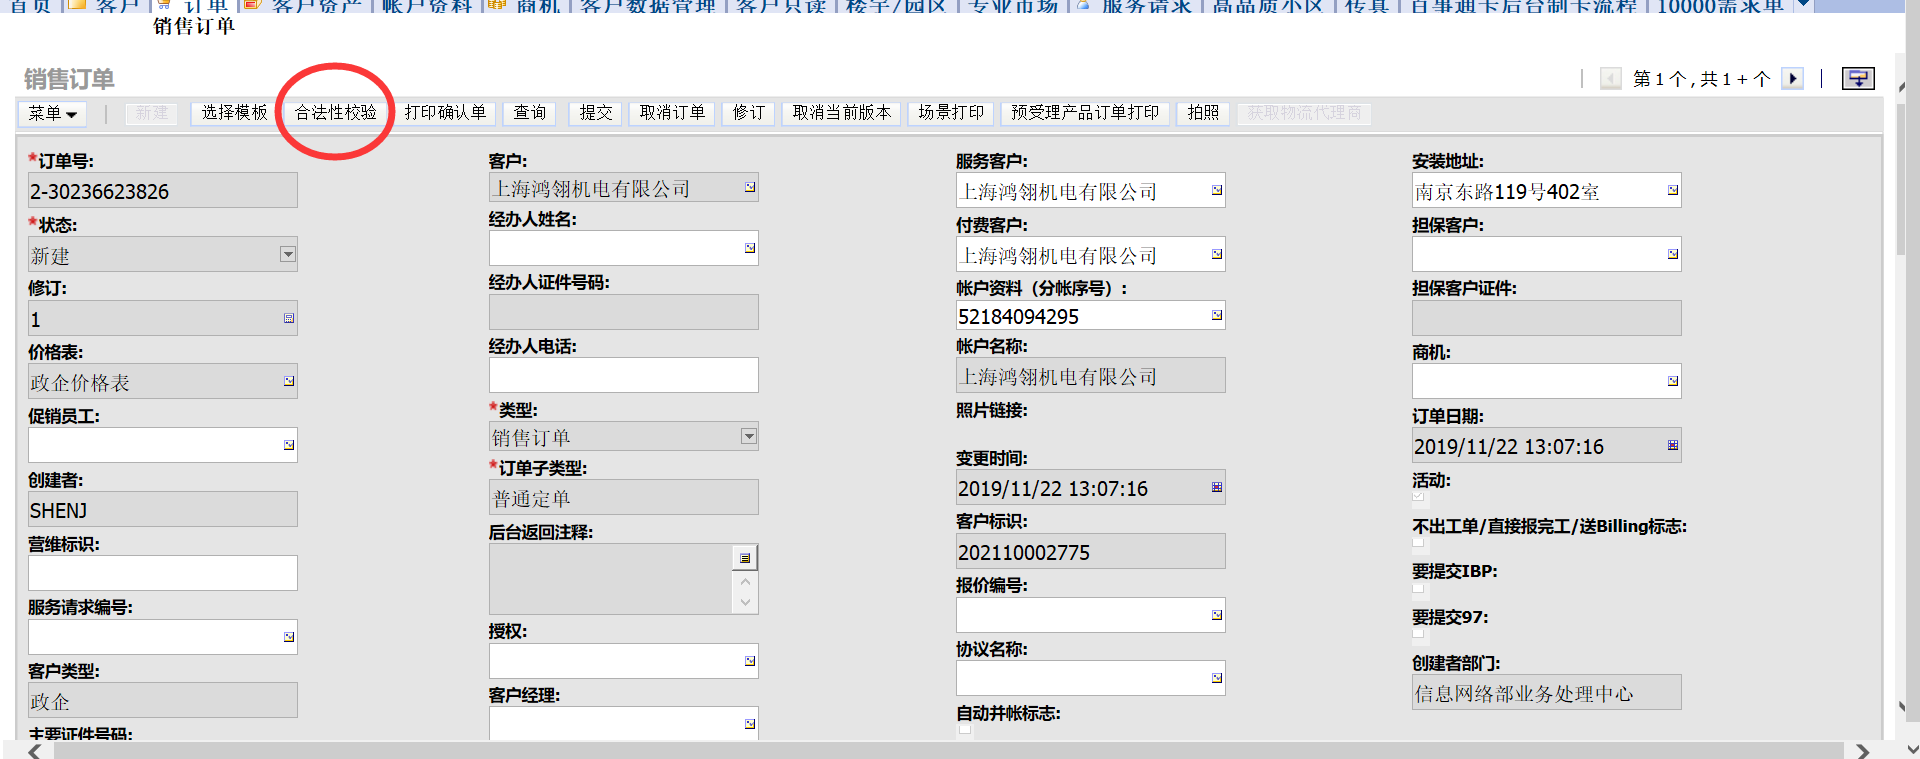 首页 客户 订单 客户资产 帐户资料 商机 客户数据管理 客户只读 楼宇/园区 专业市场 服务请求 高品质小区 传真 百事通卡后台制卡流程 10000需求单
销售订单
销售订单
第1个,共1+个
菜单 新建 选择模板 合法性校验 打印确认单 查询 提交 取消订单 修订 取消当前版本 场景打印 预受理产品订单打印 拍照 获取物流代理商
*订单号:
2-30236623826
*状态:
新建
修订:
1
价格表:
政企价格表
促销员工:
创建者:
SHENJ
营维标识:
服务请求编号:
客户类型:
政企
主要证件号码:
客户:
上海鸿翎机电有限公司
经办人姓名:
经办人证件号码:
经办人电话:
*类型:
销售订单
*订单子类型:
普通定单
后台返回注释:
授权:
客户经理:
服务客户:
上海鸿翎机电有限公司
付费客户:
上海鸿翎机电有限公司
帐户资料（分帐序号）:
52184094295
帐户名称:
上海鸿翎机电有限公司
照片链接:
变更时间:
2019/11/22 13:07:16
客户标识:
202110002775
报价编号:
协议名称:
自动并帐标志:
安装地址:
南京东路119号402室
担保客户:
担保客户证件:
商机:
订单日期:
2019/11/22 13:07:16
活动:
不出工单/直接报完工/送Billing标志:
要提交IBP:
要提交97:
创建者部门:
信息网络部业务处理中心